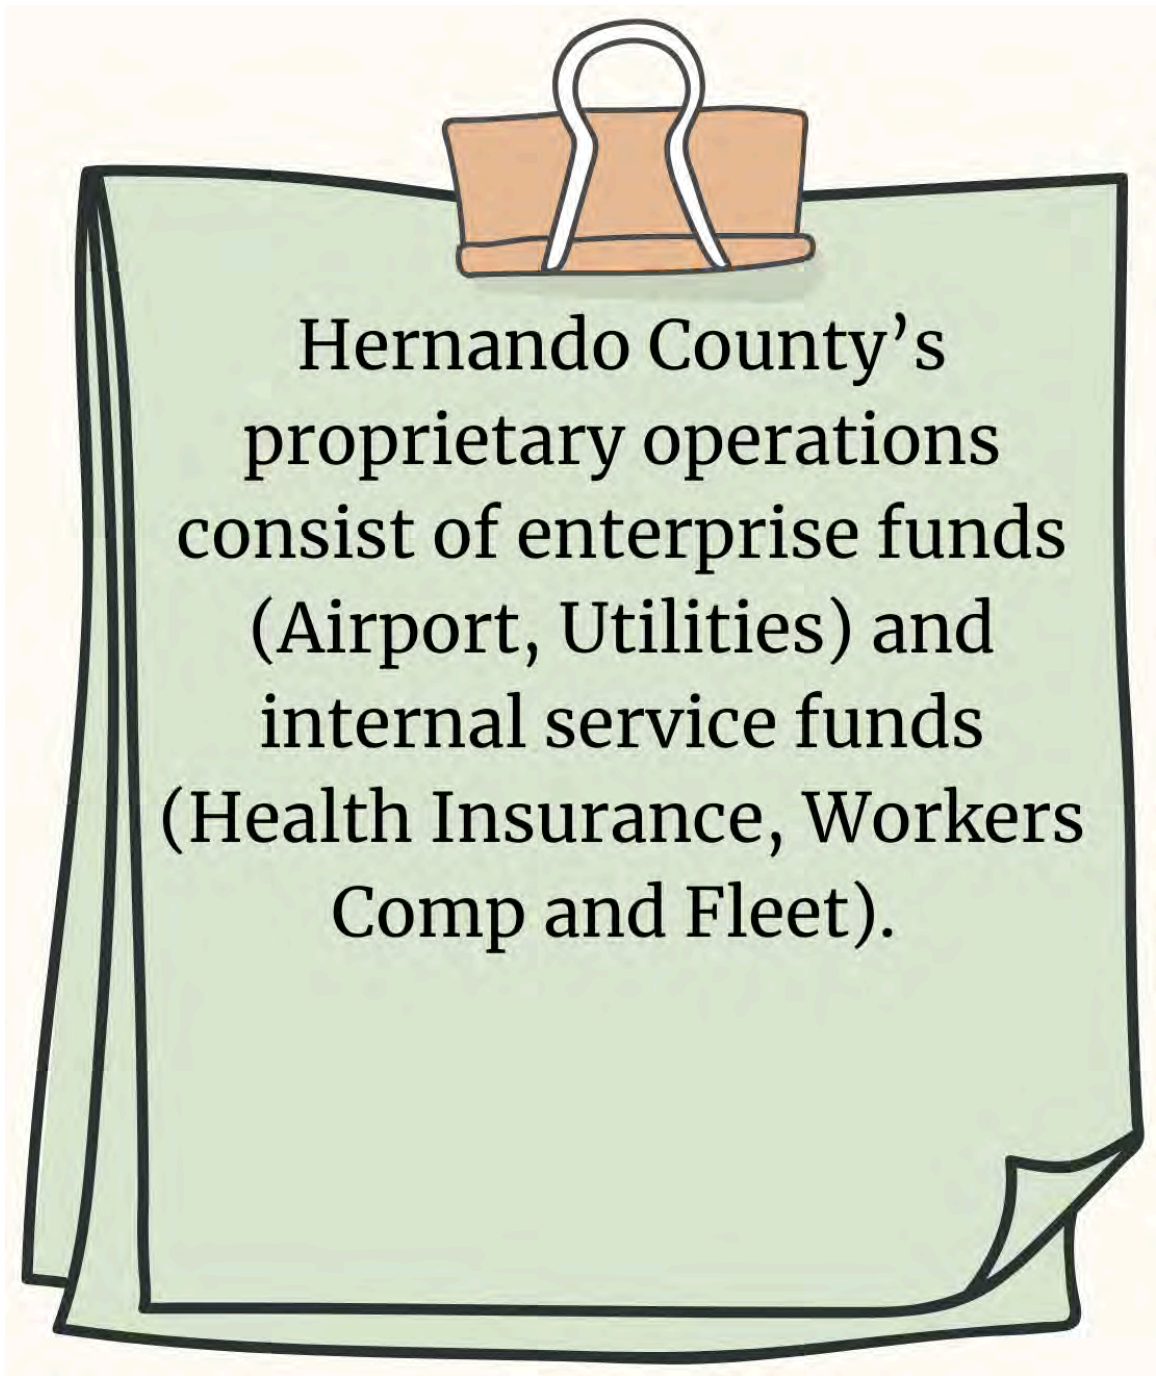 Hernando County’s
proprietary operations
consist of enterprise funds
(Airport, Utilities) and
internal service funds
(Health Insurance, Workers
Comp and Fleet).